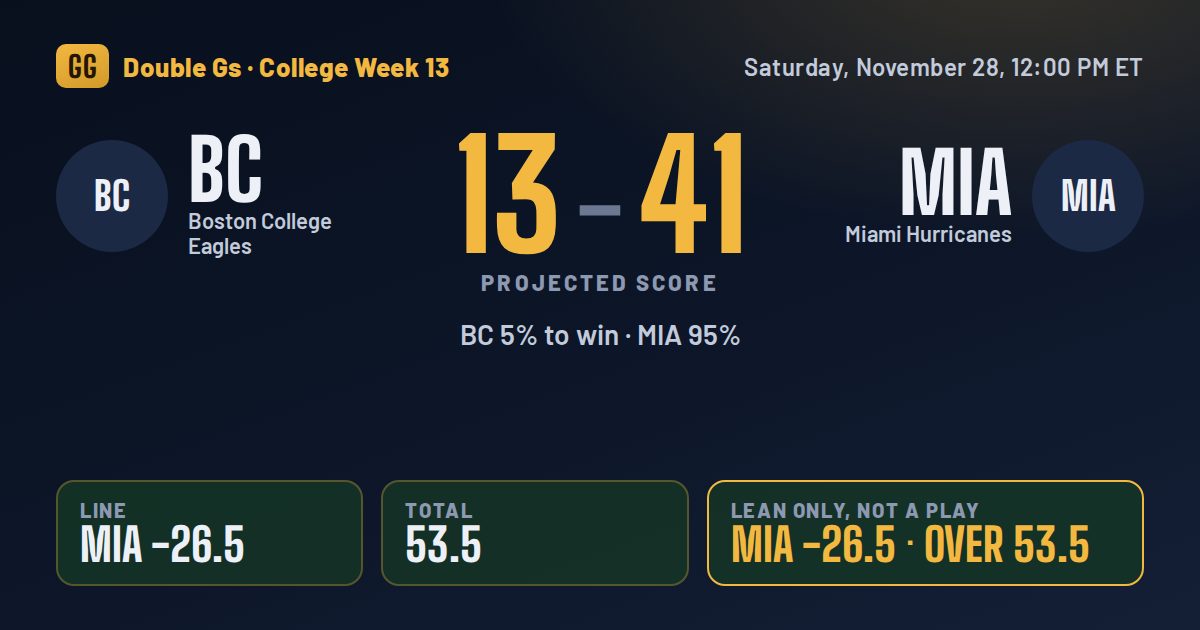 GG
Double Gs · College Week 13
Saturday, November 28, 12:00 PM ET
BC
BC
Boston College
Eagles
13 – 41
PROJECTED SCORE
BC 5% to win · MIA 95%
MIA
Miami Hurricanes
MIA
LINE
MIA −26.5
TOTAL
53.5
LEAN ONLY, NOT A PLAY
MIA −26.5 · OVER 53.5